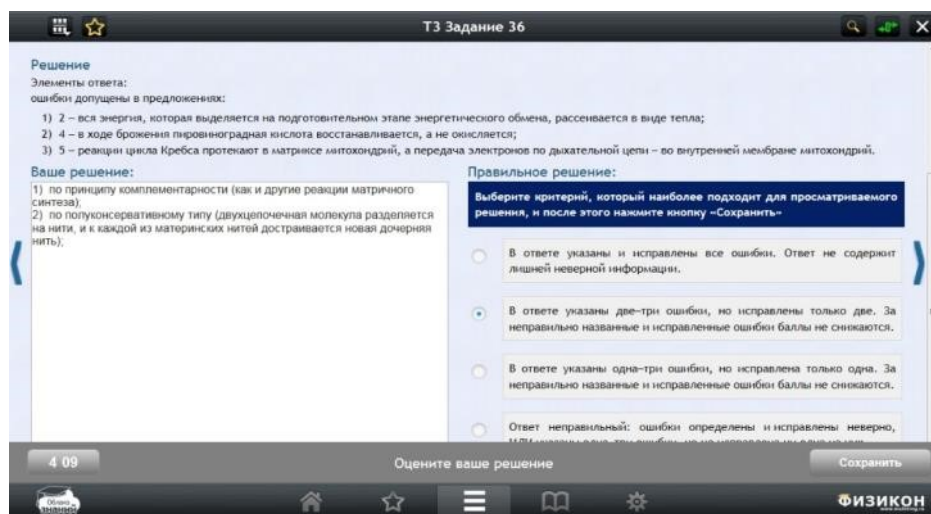 Т3 Задание 36
Решение
Элементы ответа:
ошибки допущены в предложениях:
1) 2 – вся энергия, которая выделяется на подготовительном этапе энергетического обмена, рассеивается в виде тепла;
2) 4 – в ходе брожения пировиноградная кислота восстанавливается, а не окисляется;
3) 5 – реакции цикла Кребса протекают в матриксе митохондрий, а передача электронов по дыхательной цепи – во внутренней мембране митохондрий.
Ваше решение:
1) по принципу комплементарности (как и другие реакции матричного
синтеза);
2) по полуконсервативному типу (двухцепочечная молекула разделяется
на нити, и к каждой из материнских нитей достраивается новая дочерняя
нить);
Правильное решение:
Выберите критерий, который наиболее подходит для просматриваемого
решения, и после этого нажмите кнопку «Сохранить»
В ответе указаны и исправлены все ошибки. Ответ не содержит
лишней неверной информации.
В ответе указаны две–три ошибки, но исправлены только две. За
неправильно названные и исправленные ошибки баллы не снижаются.
В ответе указаны одна–три ошибки, но исправлена только одна. За
неправильно названные и исправленные ошибки баллы не снижаются.
Ответ неправильный: ошибки определены и исправлены неверно,
4 09
Оцените ваше решение
Сохранить
Облако
знаний
ФИЗИКОН